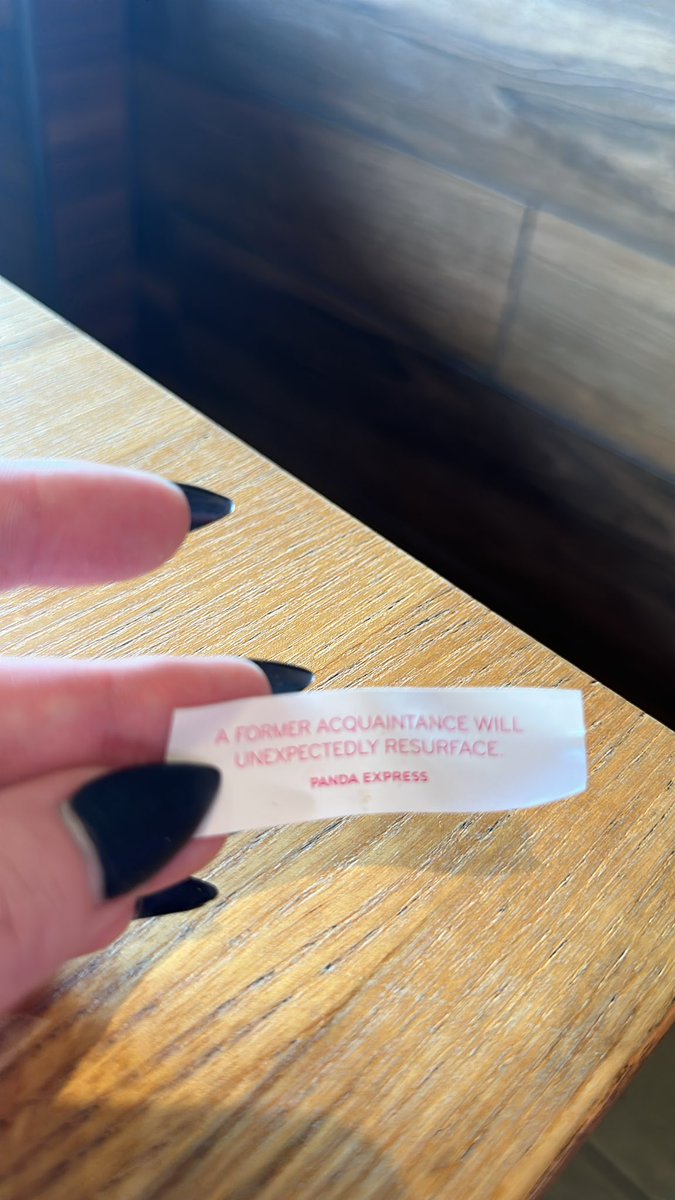 A FORMER ACQUAINTANCE WILL
UNEXPECTEDLY RESURFACE.
PANDA EXPRESS